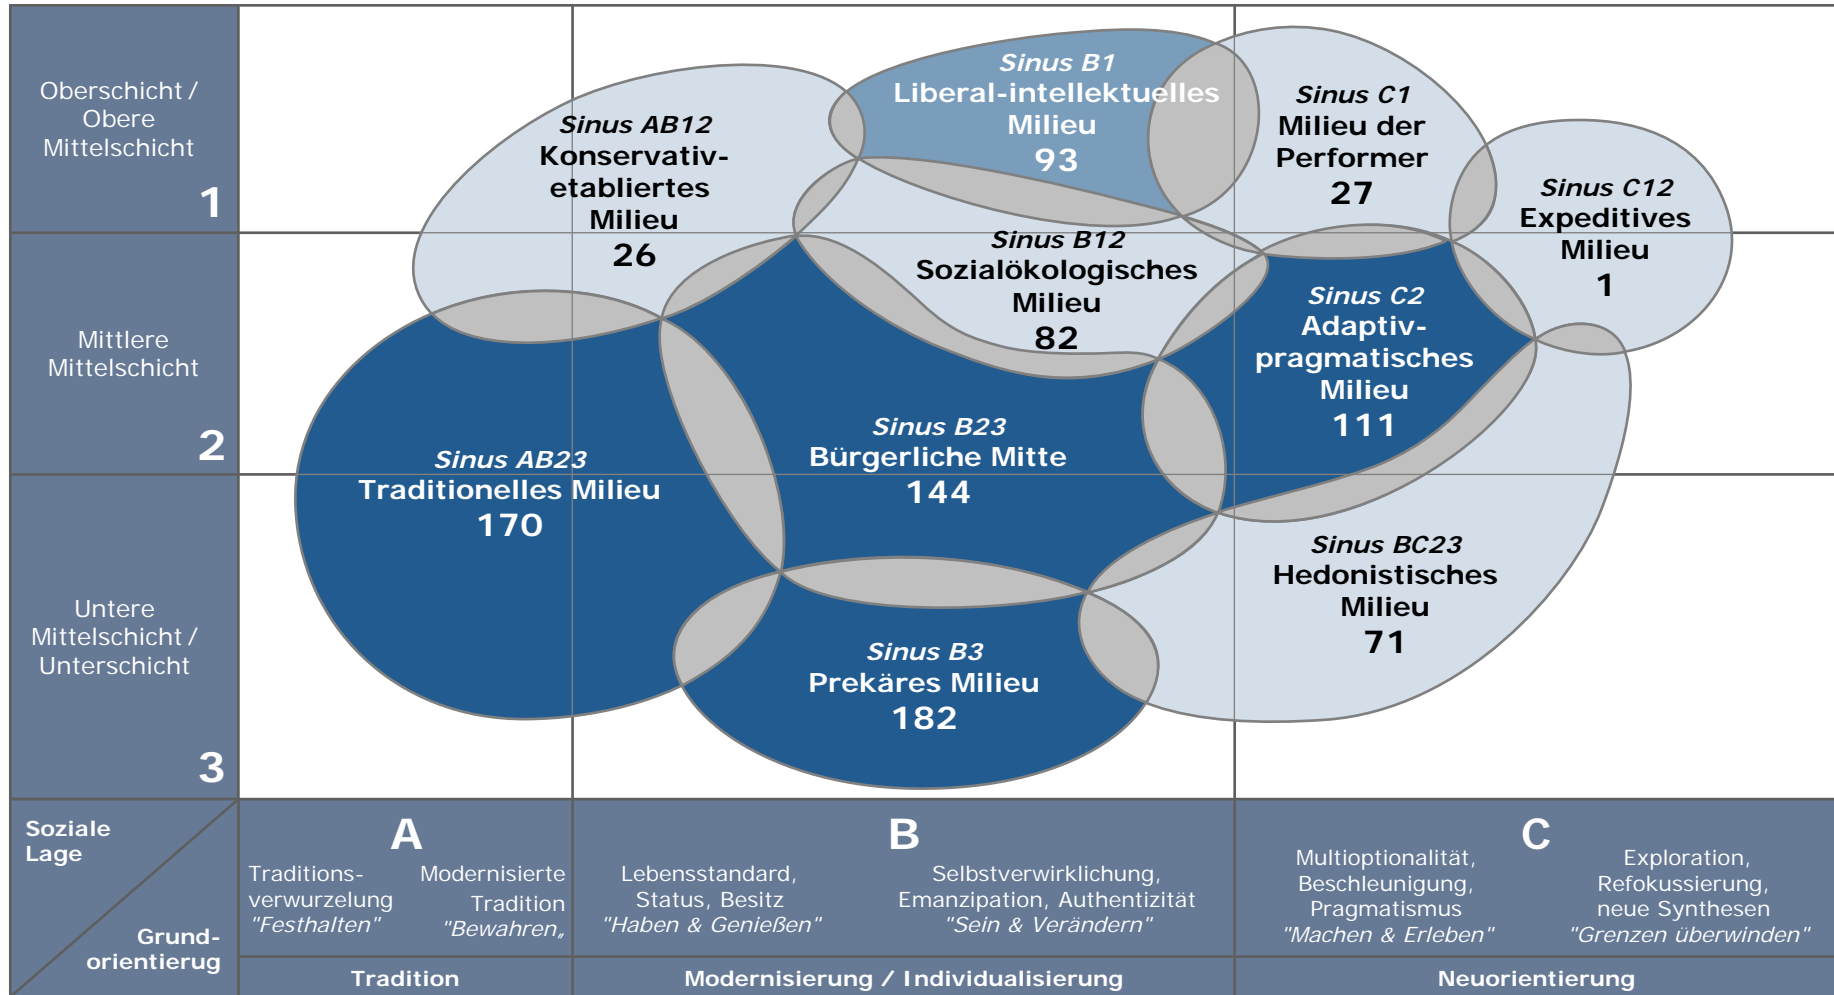 Oberschicht /
Obere
Mittelschicht
1
Mittlere
Mittelschicht
2
Untere
Mittelschicht /
Unterschicht
3
Sinus AB12
Konservativ-
etabliertes
Milieu
26
Sinus B1
Liberal-intellektuelles
Milieu
93
Sinus C1
Milieu der
Performer
27
Sinus C12
Expeditives
Milieu
1
Sinus B12
Sozialökologisches
Milieu
82
Sinus C2
Adaptiv-
pragmatisches
Milieu
111
Sinus AB23
Traditionelles Milieu
170
Sinus B23
Bürgerliche Mitte
144
Sinus BC23
Hedonistisches
Milieu
71
Sinus B3
Prekäres Milieu
182
Soziale
Lage
Grund-
orientierug
A
Traditions-
verwurzelung
"Festhalten"
Modernisierte
Tradition
"Bewahren„
B
Lebensstandard,
Status, Besitz
"Haben & Genießen"
Selbstverwirklichung,
Emanzipation, Authentizität
"Sein & Verändern"
C
Multioptionalität,
Beschleunigung,
Pragmatismus
"Machen & Erleben"
Exploration,
Refokussierung,
neue Synthesen
"Grenzen überwinden"
Tradition
Modernisierung / Individualisierung
Neuorientierung